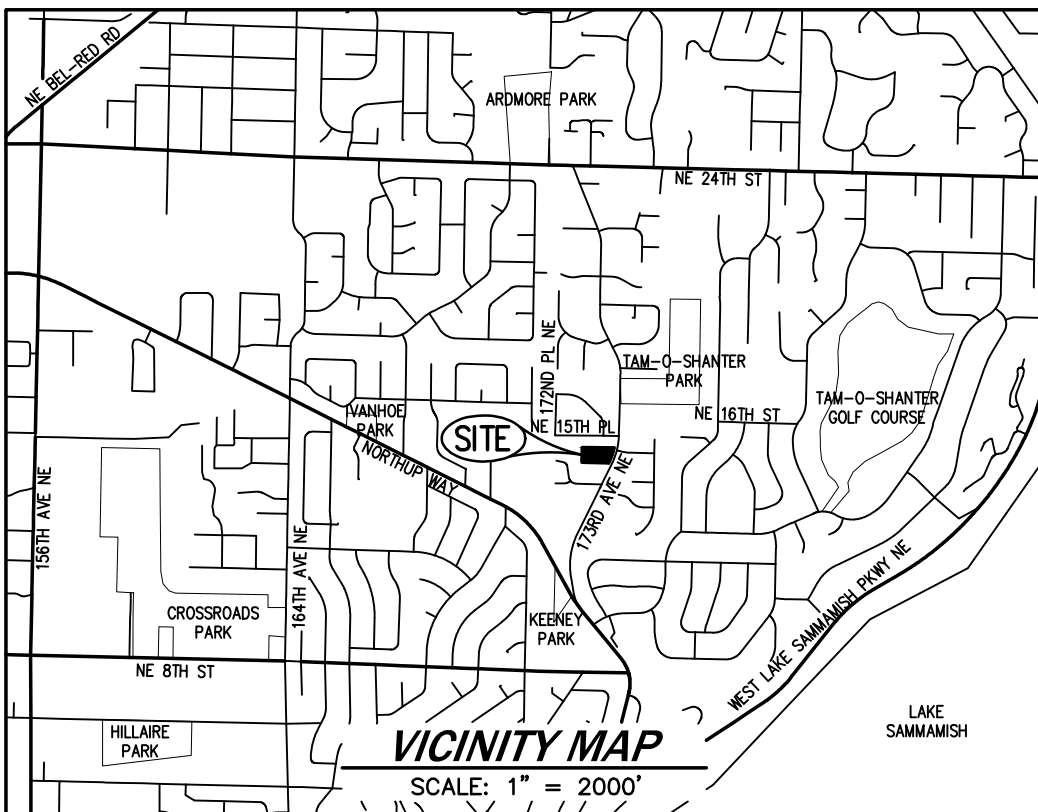 NE BEL-RED RD
ARDMORE PARK
NE 24TH ST
172ND PL NE
TAM-O-SHANTER
PARK
TAM-O-SHANTER
GOLF COURSE
IVANHOE
PARK
NE 16TH ST
NE 15TH PL
SITE
NORTHUP WAY
173RD AVE NE
156TH AVE NE
164TH AVE NE
CROSSROADS
PARK
KEENEY
PARK
WEST LAKE SAMMAMISH PKWY NE
NE 8TH ST
LAKE
SAMMAMISH
HILLAIRE
PARK
VICINITY MAP
SCALE: 1" = 2000'